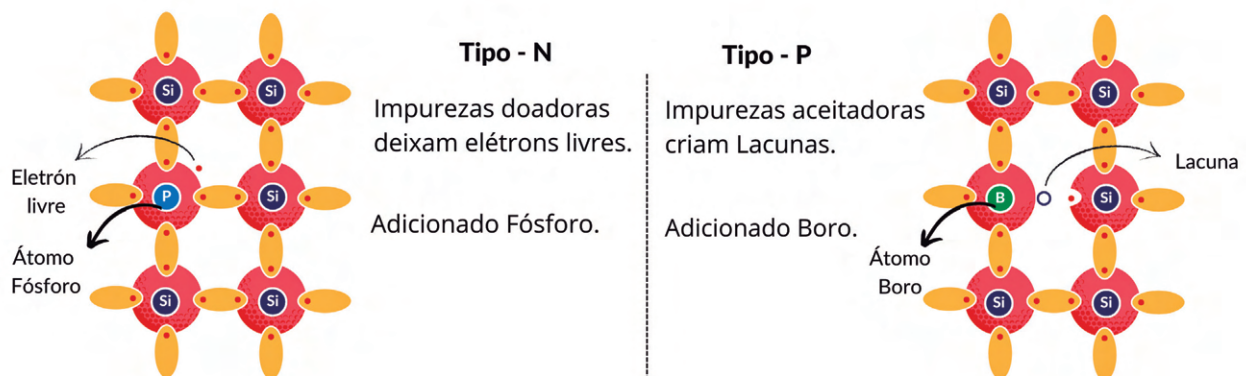 Si
Si
Eletrón
livre
P
Si
Átomo
Fósforo
Si
Si
Tipo - N
Impurezas doadoras
deixam elétrons livres.
Adicionado Fósforo.
Tipo - P
Impurezas aceitadoras
criam Lacunas.
Adicionado Boro.
Si
Si
Lacuna
B
Si
Átomo
Boro
Si
Si